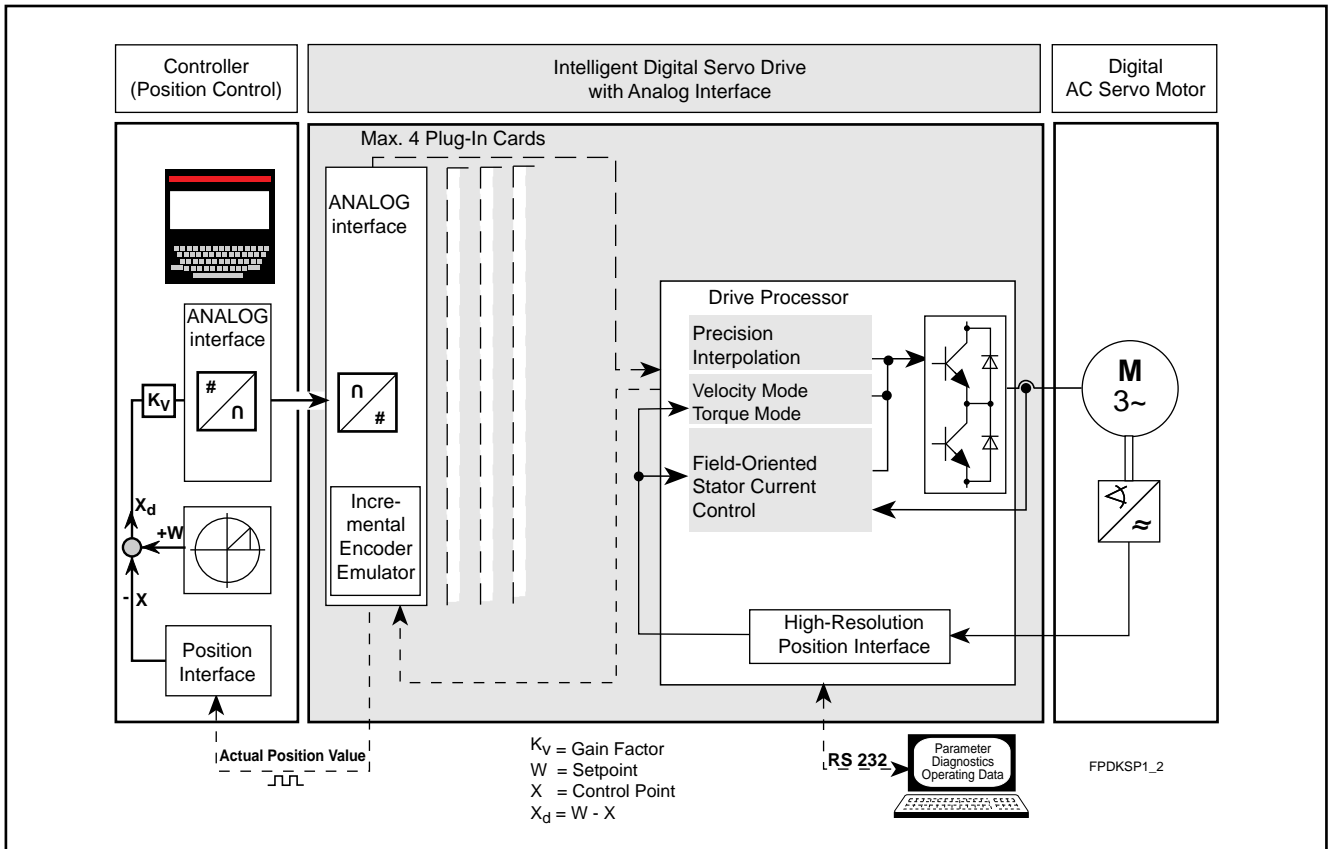 Controller
(Position Control)
Intelligent Digital Servo Drive
with Analog Interface
Digital
AC Servo Motor
Max. 4 Plug-In Cards
ANALOG
interface
ANALOG
interface
#
∩
∩
#
KV
Xd
+W
- X
Position
Interface
Incre-
mental
Encoder
Emulator
Drive Processor
Precision
Interpolation
Velocity Mode
Torque Mode
Field-Oriented
Stator Current
Control
High-Resolution
Position Interface
M
3~
≈
Actual Position Value
KV = Gain Factor
W = Setpoint
X = Control Point
Xd = W - X
RS 232
Parameter
Diagnostics
Operating Data
FPDKSP1_2